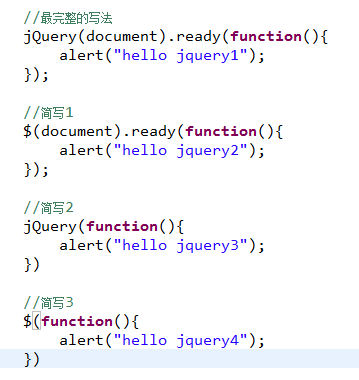 //最完整的写法
jQuery(document).ready(function(){
    alert("hello jquery1");
});

//简写1
$(document).ready(function(){
    alert("hello jquery2");
});

//简写2
jQuery(function(){
    alert("hello jquery3");
})

//简写3
$(function(){
    alert("hello jquery4");
})